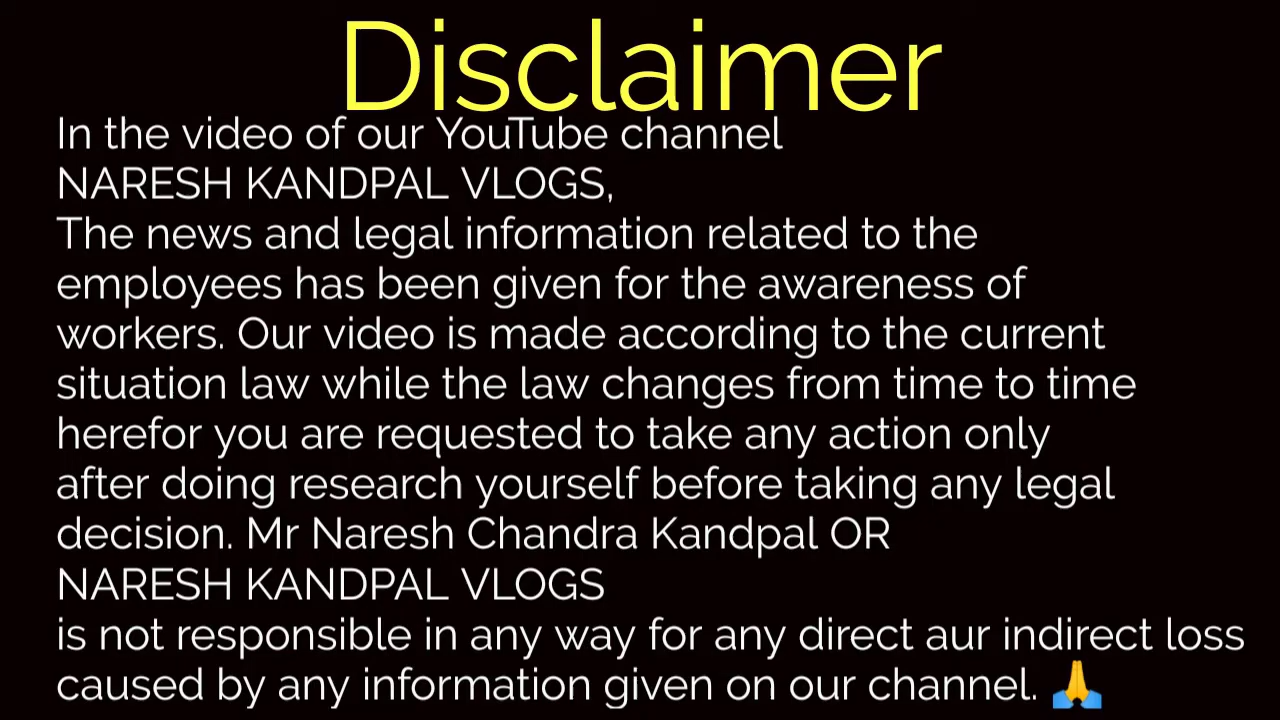 Disclaimer
In the video of our YouTube channel
NARESH KANDPAL VLOGS,
The news and legal information related to the
employees has been given for the awareness of
workers. Our video is made according to the current
situation law while the law changes from time to time
herefor you are requested to take any action only
after doing research yourself before taking any legal
decision. Mr Naresh Chandra Kandpal OR
NARESH KANDPAL VLOGS
is not responsible in any way for any direct aur indirect loss
caused by any information given on our channel. 🙏